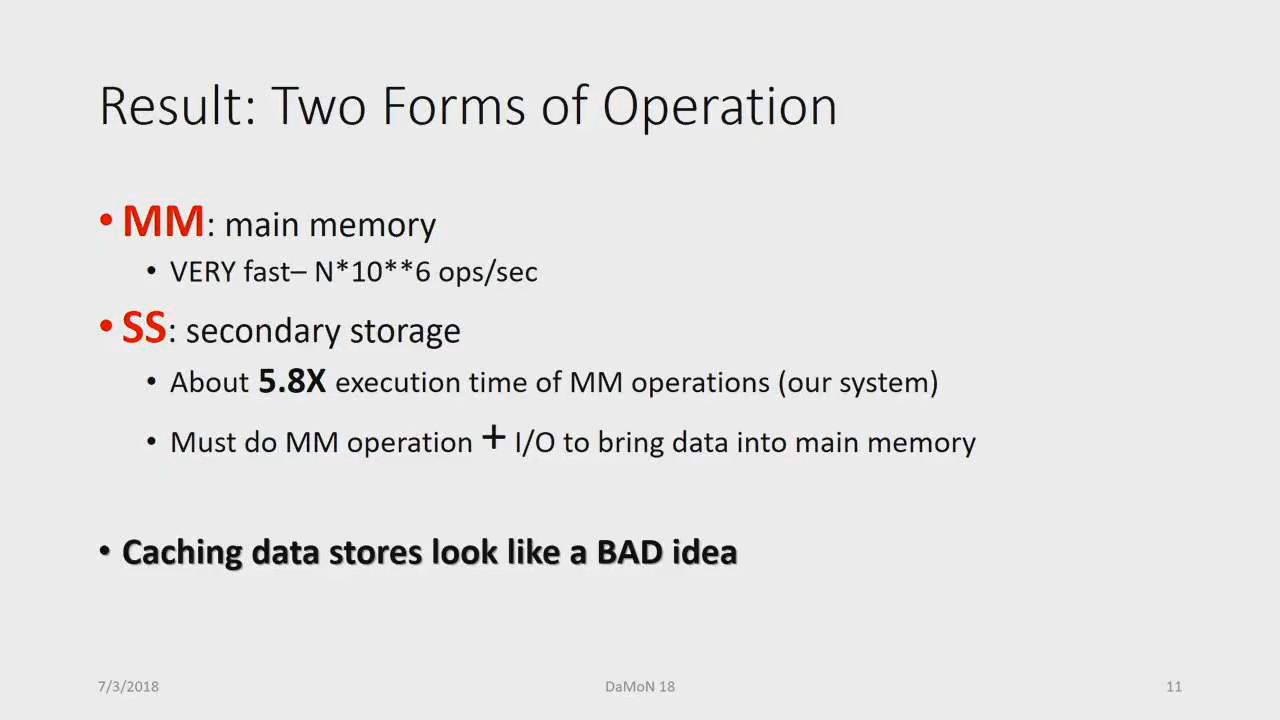 Result: Two Forms of Operation
• MM: main memory
• VERY fast– N*10**6 ops/sec
• SS: secondary storage
• About 5.8X execution time of MM operations (our system)
• Must do MM operation + I/O to bring data into main memory
• Caching data stores look like a BAD idea
7/3/2018 DaMoN 18 11